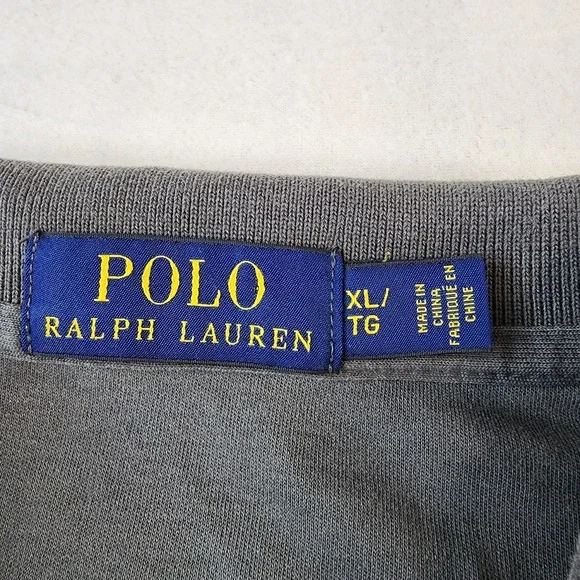 POLO
RALPH LAUREN
XL/
TG
MADE IN
CHINA
FABRIQUÉ EN
CHINE